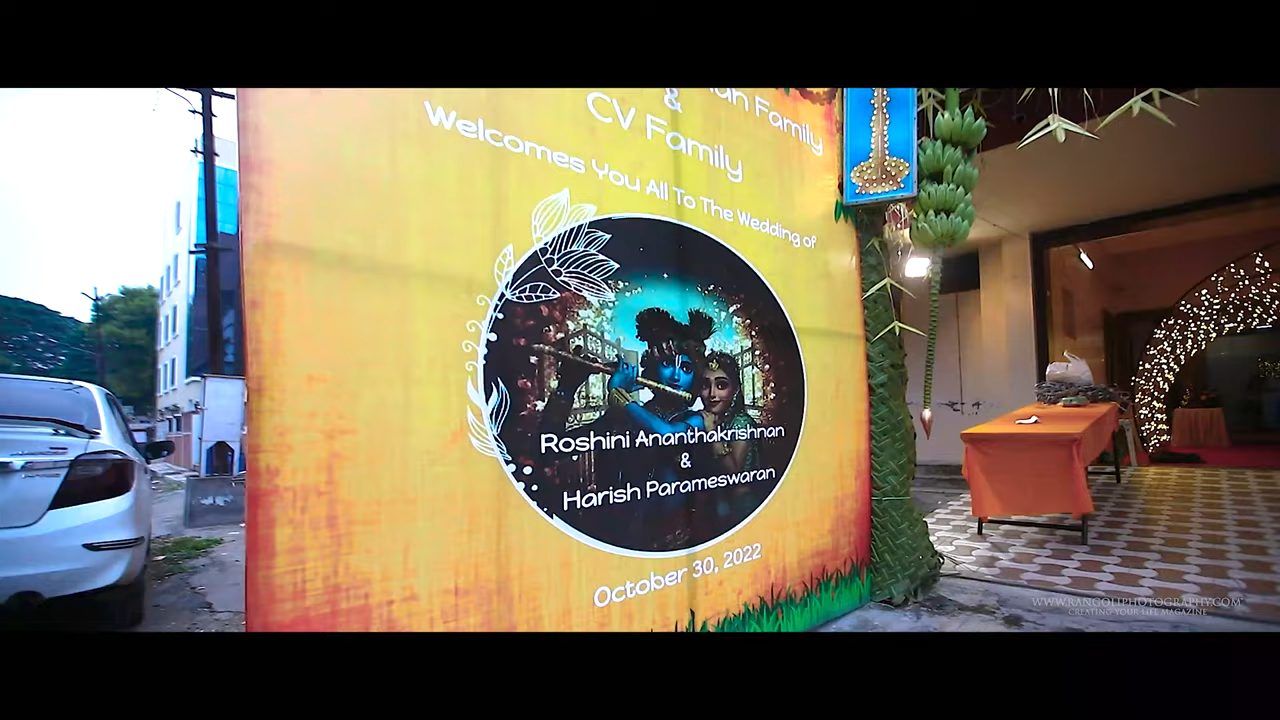 Family
&
CV Family
Welcomes You All To The Wedding of
Roshini Ananthakrishnan
&
Harish Parameswaran
October 30, 2022
WWW.RANGOLIPHOTOGRAPHY.COM
CREATING YOUR LIFE MAGAZINE